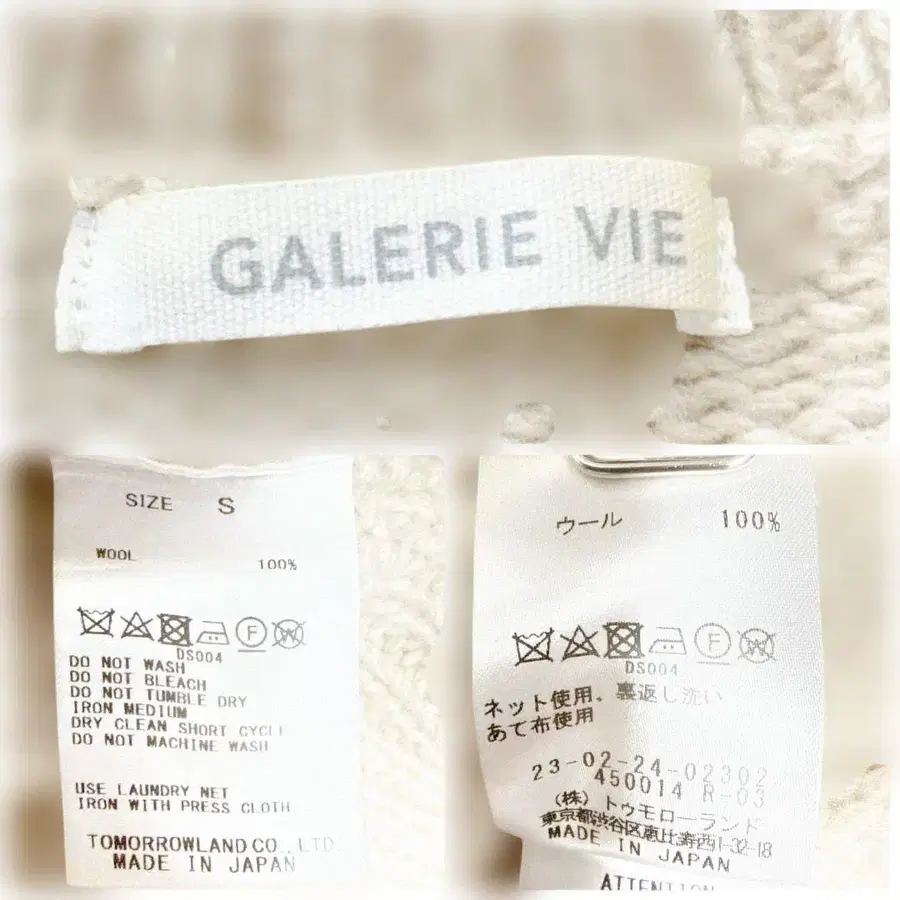 GALERIE VIE
SIZE S
WOOL 100%
DS004
DO NOT WASH
DO NOT BLEACH
DO NOT TUMBLE DRY
IRON MEDIUM
DRY CLEAN SHORT CYCLE
DO NOT MACHINE WASH
USE LAUNDRY NET
IRON WITH PRESS CLOTH
TOMORROWLAND CO., LTD.
MADE IN JAPAN
ウール 100%
DS004
ネット使用、裏返し洗い
あて布使用
23-02-24-02302
450014 R-03
(株) トゥモローランド
東京都渋谷区恵比寿西1-32-18
MADE IN JAPAN
ATTENTION